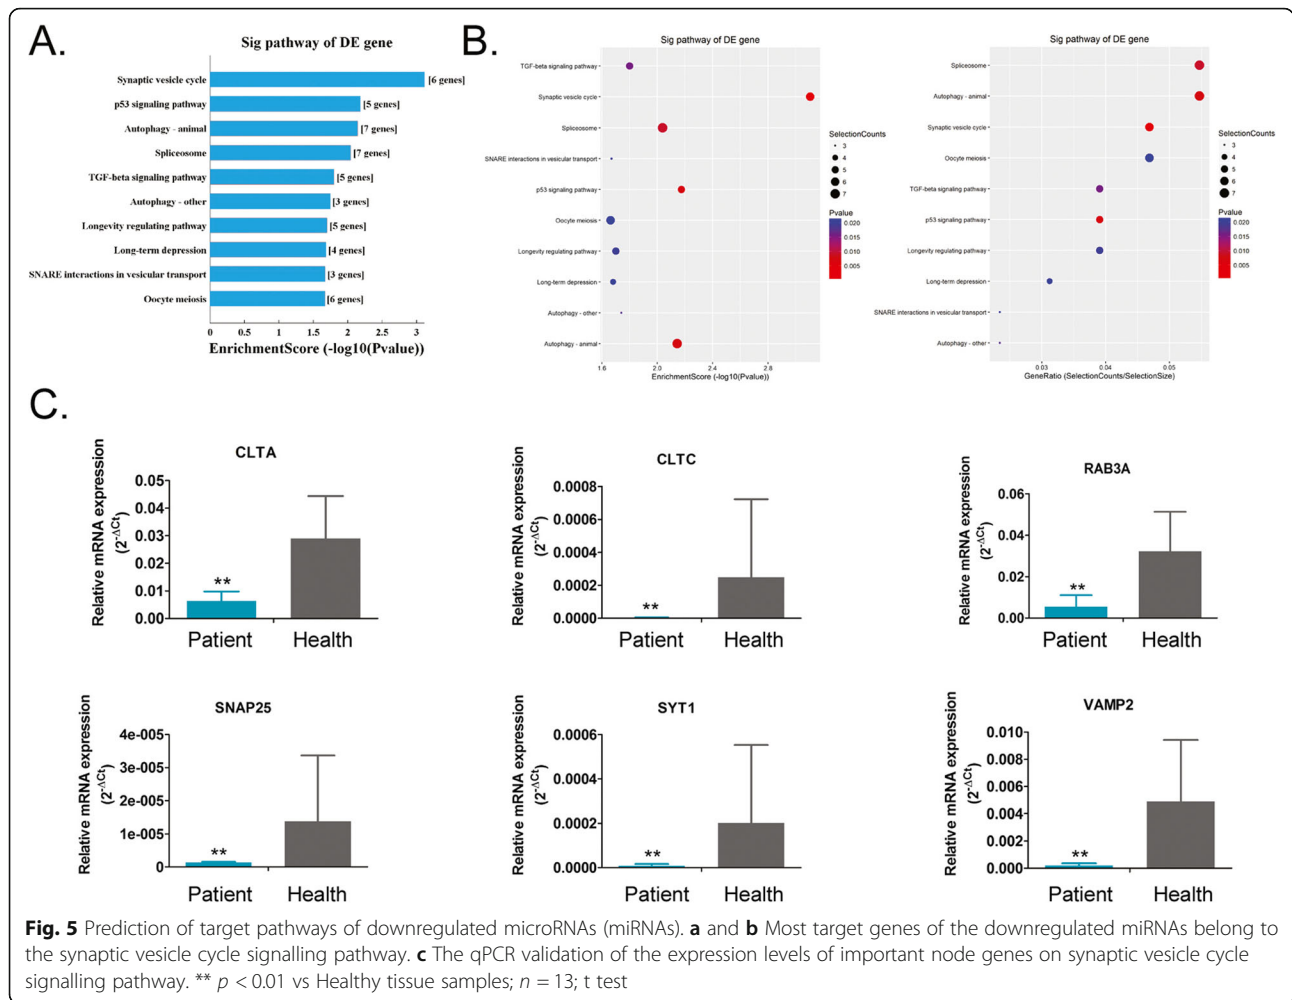 A.
Sig pathway of DE gene
Synaptic vesicle cycle [6 genes]
p53 signaling pathway [5 genes]
Autophagy - animal [7 genes]
Spliceosome [7 genes]
TGF-beta signaling pathway [5 genes]
Autophagy - other [3 genes]
Longevity regulating pathway [5 genes]
Long-term depression [4 genes]
SNARE interactions in vesicular transport [3 genes]
Oocyte meiosis [6 genes]
0 0.5 1 1.5 2 2.5 3
EnrichmentScore (-log10(Pvalue))
B.
Sig pathway of DE gene
TGF-beta signaling pathway
Synaptic vesicle cycle
Spliceosome
SNARE interactions in vesicular transport
p53 signaling pathway
Oocyte meiosis
Longevity regulating pathway
Long-term depression
Autophagy - other
Autophagy - animal
1.6 2.0 2.4 2.8
EnrichmentScore (-log10(Pvalue))
SelectionCounts
3
4
5
6
7
Pvalue
0.020
0.015
0.010
0.005
Sig pathway of DE gene
Spliceosome
Autophagy - animal
Synaptic vesicle cycle
Oocyte meiosis
TGF-beta signaling pathway
p53 signaling pathway
Longevity regulating pathway
Long-term depression
SNARE interactions in vesicular transport
Autophagy - other
0.03 0.04 0.05
GeneRatio (SelectionCounts/SelectionSize)
SelectionCounts
3
4
5
6
7
Pvalue
0.020
0.015
0.010
0.005
C.
CLTA
Relative mRNA expression
(2-ΔCt)
0.05
0.04
0.03
0.02
0.01
0.00
**
Patient Health
CLTC
Relative mRNA expression
(2-ΔCt)
0.0008
0.0006
0.0004
0.0002
0.0000
**
Patient Health
RAB3A
Relative mRNA expression
(2-ΔCt)
0.06
0.04
0.02
0.00
**
Patient Health
SNAP25
Relative mRNA expression
(2-ΔCt)
4e-005
3e-005
2e-005
1e-005
0
**
Patient Health
SYT1
Relative mRNA expression
(2-ΔCt)
0.0006
0.0004
0.0002
0.0000
**
Patient Health
VAMP2
Relative mRNA expression
(2-ΔCt)
0.010
0.008
0.006
0.004
0.002
0.000
**
Patient Health
Fig. 5 Prediction of target pathways of downregulated microRNAs (miRNAs). a and b Most target genes of the downregulated miRNAs belong to
the synaptic vesicle cycle signalling pathway. c The qPCR validation of the expression levels of important node genes on synaptic vesicle cycle
signalling pathway. ** p < 0.01 vs Healthy tissue samples; n = 13; t test